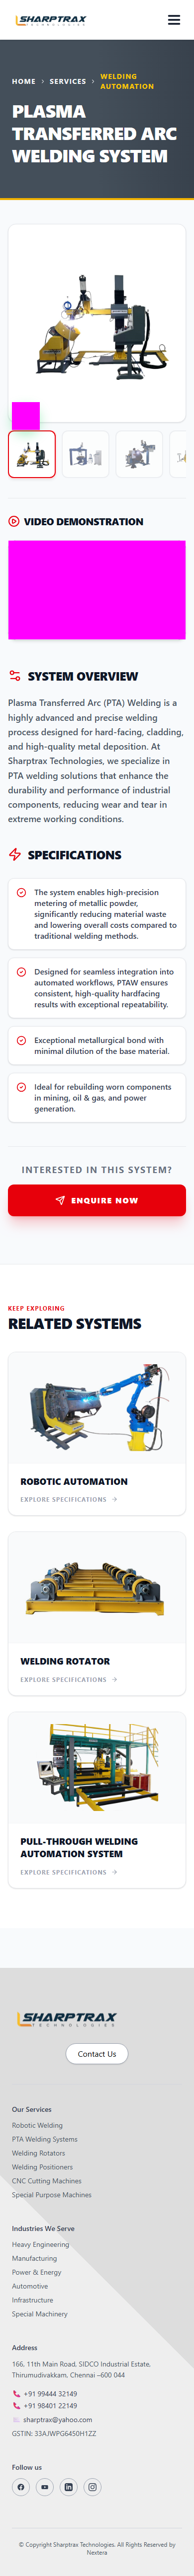 SHARPTRAX
TECHNOLOGIES
HOME > SERVICES > WELDING
AUTOMATION
PLASMA
TRANSFERRED ARC
WELDING SYSTEM
VIDEO DEMONSTRATION
SYSTEM OVERVIEW
Plasma Transferred Arc (PTA) Welding is a
highly advanced and precise welding
process designed for hard-facing, cladding,
and high-quality metal deposition. At
Sharptrax Technologies, we specialize in
PTA welding solutions that enhance the
durability and performance of industrial
components, reducing wear and tear in
extreme working conditions.
SPECIFICATIONS
The system enables high-precision
metering of metallic powder,
significantly reducing material waste
and lowering overall costs compared to
traditional welding methods.
Designed for seamless integration into
automated workflows, PTAW ensures
consistent, high-quality hardfacing
results with exceptional repeatability.
Exceptional metallurgical bond with
minimal dilution of the base material.
Ideal for rebuilding worn components
in mining, oil & gas, and power
generation.
INTERESTED IN THIS SYSTEM?
ENQUIRE NOW
KEEP EXPLORING
RELATED SYSTEMS
ROBOTIC AUTOMATION
EXPLORE SPECIFICATIONS →
WELDING ROTATOR
EXPLORE SPECIFICATIONS →
PULL-THROUGH WELDING
AUTOMATION SYSTEM
EXPLORE SPECIFICATIONS →
SHARPTRAX
TECHNOLOGIES
Contact Us
Our Services
Robotic Welding
PTA Welding Systems
Welding Rotators
Welding Positioners
CNC Cutting Machines
Special Purpose Machines
Industries We Serve
Heavy Engineering
Manufacturing
Power & Energy
Automotive
Infrastructure
Special Machinery
Address
166, 11th Main Road, SIDCO Industrial Estate,
Thirumudivakkam, Chennai –600 044
+91 99444 32149
+91 98401 22149
sharptrax@yahoo.com
GSTIN: 33AJWPG6450H1ZZ
Follow us
© Copyright Sharptrax Technologies. All Rights Reserved by
Nextera